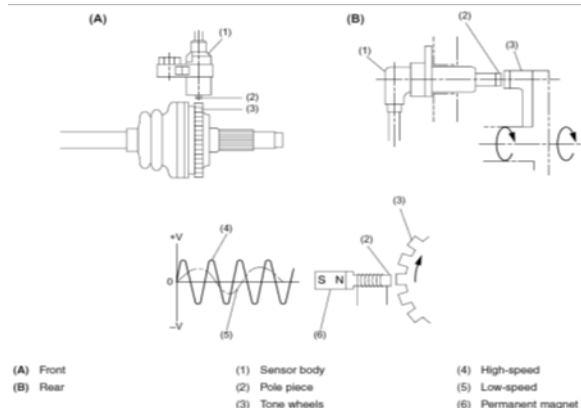 (A)
(B)
(1)
(2)
(3)
(2)
(1)
(3)
+V
(4)
0
(5)
–V
(3)
(2)
S N
(6)
(A) Front (1) Sensor body (4) High-speed
(B) Rear (2) Pole piece (5) Low-speed
(3) Tone wheels (6) Permanent magnet